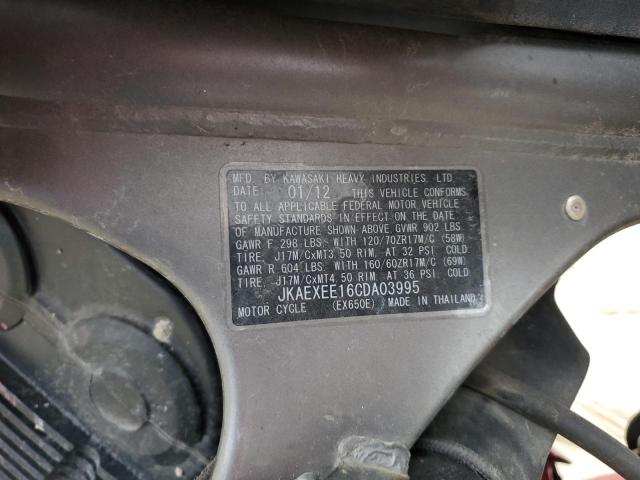 MFD. BY KAWASAKI HEAVY INDUSTRIES, LTD.
DATE: 01/12 THIS VEHICLE CONFORMS
TO ALL APPLICABLE FEDERAL MOTOR VEHICLE
SAFETY STANDARDS IN EFFECT ON THE DATE
OF MANUFACTURE SHOWN ABOVE GVWR 902 LBS
GAWR F. 298 LBS. WITH 120/70ZR17M/C (58W)
TIRE. J17M/CxMT3.50 RIM. AT 32 PSI COLD
GAWR R 604 LBS. WITH 160/60ZR17M/C (69W)
TIRE. J17M/CxMT4.50 RIM. AT 36 PSI COLD
JKAEXEE16CDA03995
MOTOR CYCLE (EX650E) MADE IN THAILAND